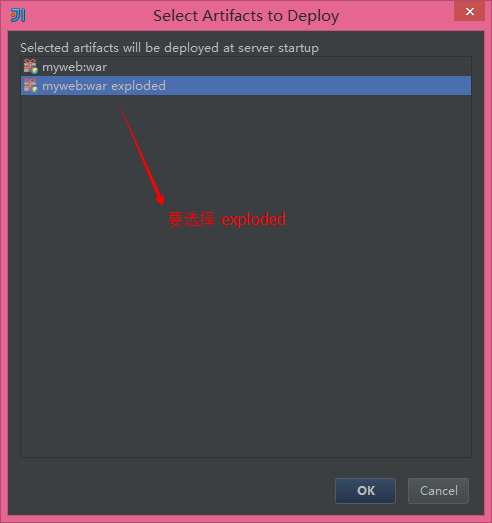 Select Artifacts to Deploy
Selected artifacts will be deployed at server startup
myweb:war
myweb:war exploded
要选择 exploded
OK
Cancel